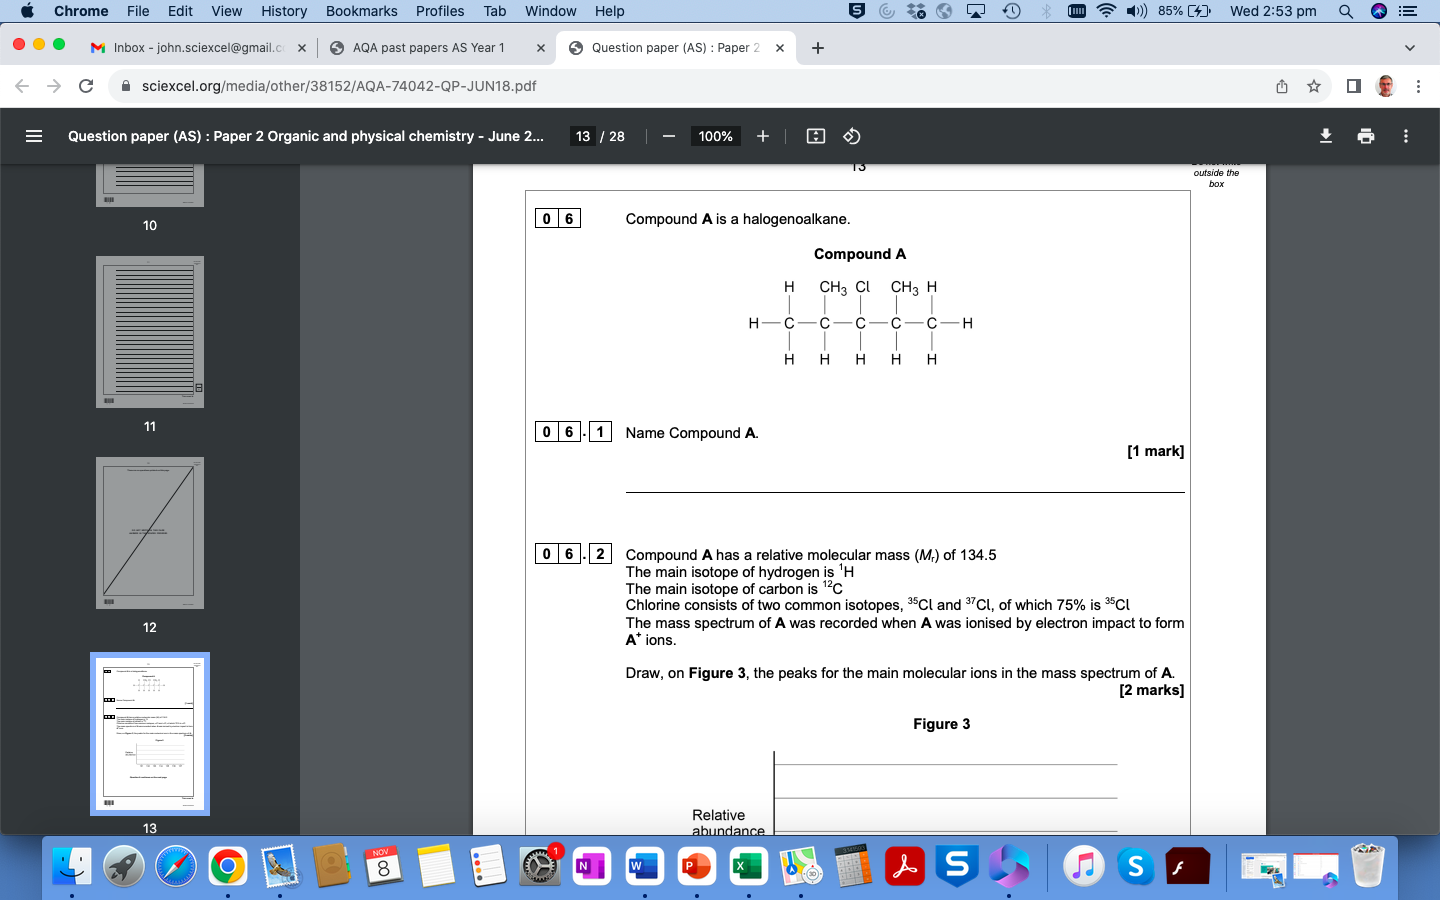 Chrome File Edit View History Bookmarks Profiles Tab Window Help
85% Wed 2:53 pm
Inbox - john.sciexcel@gmail.c
AQA past papers AS Year 1
Question paper (AS) : Paper 2
sciexcel.org/media/other/38152/AQA-74042-QP-JUN18.pdf
Question paper (AS) : Paper 2 Organic and physical chemistry - June 2...
13 / 28
100%
10
11
12
13
13
outside the
box
0 6 Compound A is a halogenoalkane.
Compound A
H CH₃ Cl CH₃ H
H C C C C C H
H H H H H
0 6 . 1 Name Compound A.
[1 mark]
0 6 . 2 Compound A has a relative molecular mass (Mᵣ) of 134.5
The main isotope of hydrogen is ¹H
The main isotope of carbon is ¹²C
Chlorine consists of two common isotopes, ³⁵Cl and ³⁷Cl, of which 75% is ³⁵Cl
The mass spectrum of A was recorded when A was ionised by electron impact to form
A⁺ ions.
Draw, on Figure 3, the peaks for the main molecular ions in the mass spectrum of A.
[2 marks]
Figure 3
Relative
abundance
NOV
8
1